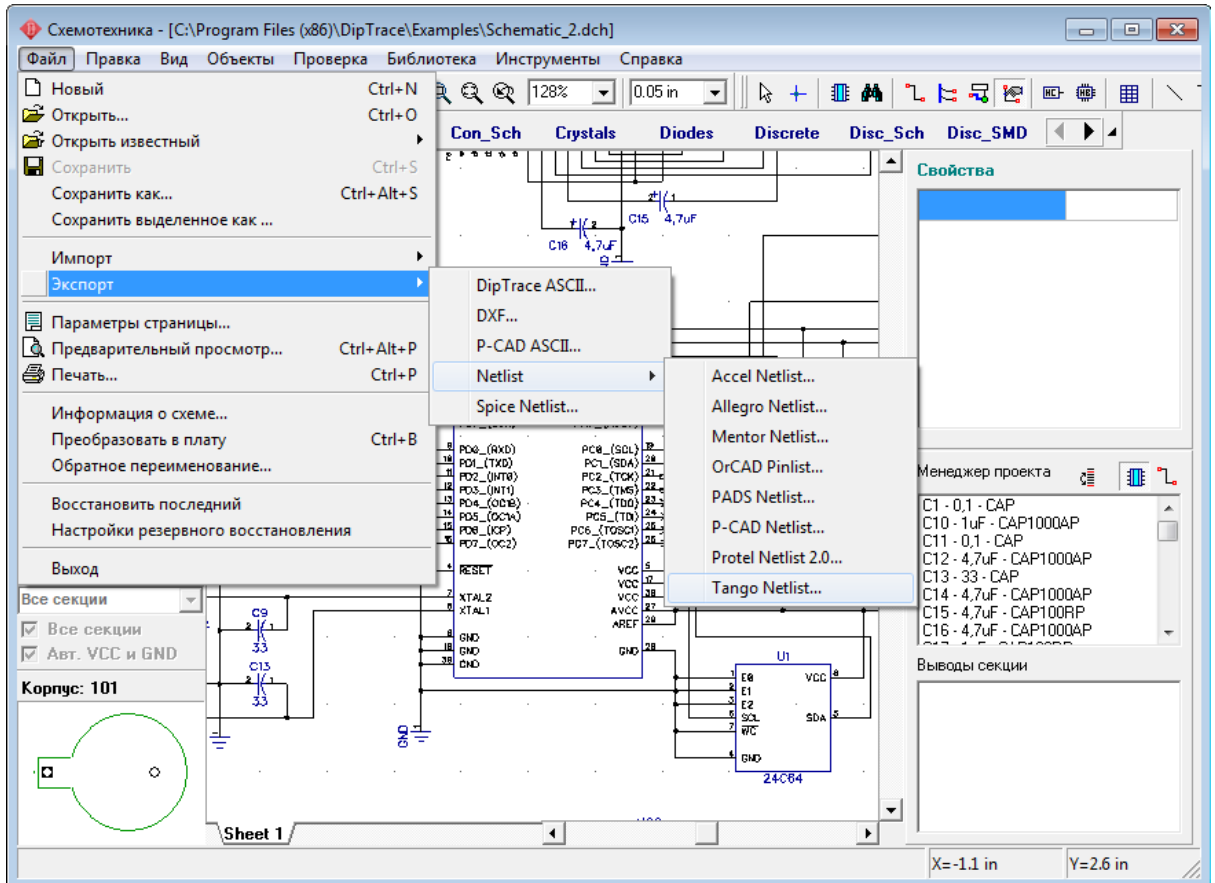 Схемотехника - [C:\Program Files (x86)\DipTrace\Examples\Schematic_2.dch]
Файл Правка Вид Объекты Проверка Библиотека Инструменты Справка
128% 0.05 in
Con_Sch Crystals Diodes Discrete Disc_Sch Disc_SMD
Новый Ctrl+N
Открыть... Ctrl+O
Открыть известный
Сохранить Ctrl+S
Сохранить как... Ctrl+Alt+S
Сохранить выделенное как ...
Импорт
Экспорт
Параметры страницы...
Предварительный просмотр... Ctrl+Alt+P
Печать... Ctrl+P
Информация о схеме...
Преобразовать в плату Ctrl+B
Обратное переименование...
Восстановить последний
Настройки резервного восстановления
Выход
DipTrace ASCII...
DXF...
P-CAD ASCII...
Netlist
Spice Netlist...
Accel Netlist...
Allegro Netlist...
Mentor Netlist...
OrCAD Pinlist...
PADS Netlist...
P-CAD Netlist...
Protel Netlist 2.0...
Tango Netlist...
2 1
C15 4,7uF
2
C16 4,7uF
PD0_(RXD) PC0_(SCL)
PD1_(TXD) PC1_(SDA)
PD2_(INT0) PC2_(TCK)
PD3_(INT1) PC3_(TMS)
PD4_(OC1B) PC4_(TDO)
PD5_(OC1A) PC5_(TDI)
PD6_(ICP) PC6_(TOSC1)
PD7_(OC2) PC7_(TOSC2)
RESET VCC
VCC
XTAL2 VCC
XTAL1 AVCC
AREF
GND
GND GND
GND
C9
2 1
33
C13
2 1
33
GND
U1
E0 VCC
E1
E2
SCL SDA
WC
GND
24C64
Свойства
Менеджер проекта
C1 - 0,1 - CAP
C10 - 1uF - CAP1000AP
C11 - 0,1 - CAP
C12 - 4,7uF - CAP1000AP
C13 - 33 - CAP
C14 - 4,7uF - CAP1000AP
C15 - 4,7uF - CAP100RP
C16 - 4,7uF - CAP1000AP
Выводы секции
Все секции
Все секции
Авт. VCC и GND
Корпус: 101
Sheet 1
X=-1.1 in Y=2.6 in